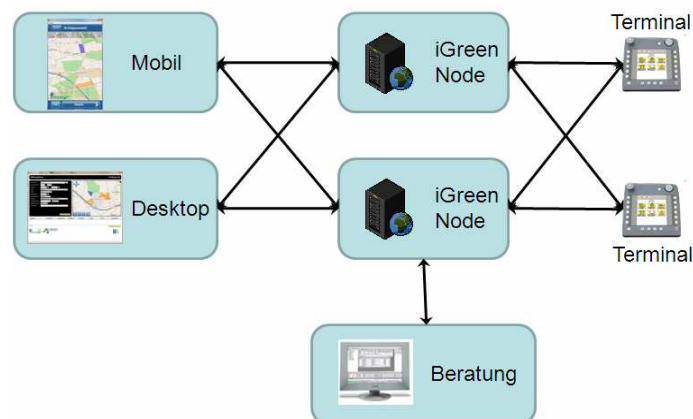 Mobil
iGreen
Node
Terminal
Desktop
iGreen
Node
Terminal
Beratung